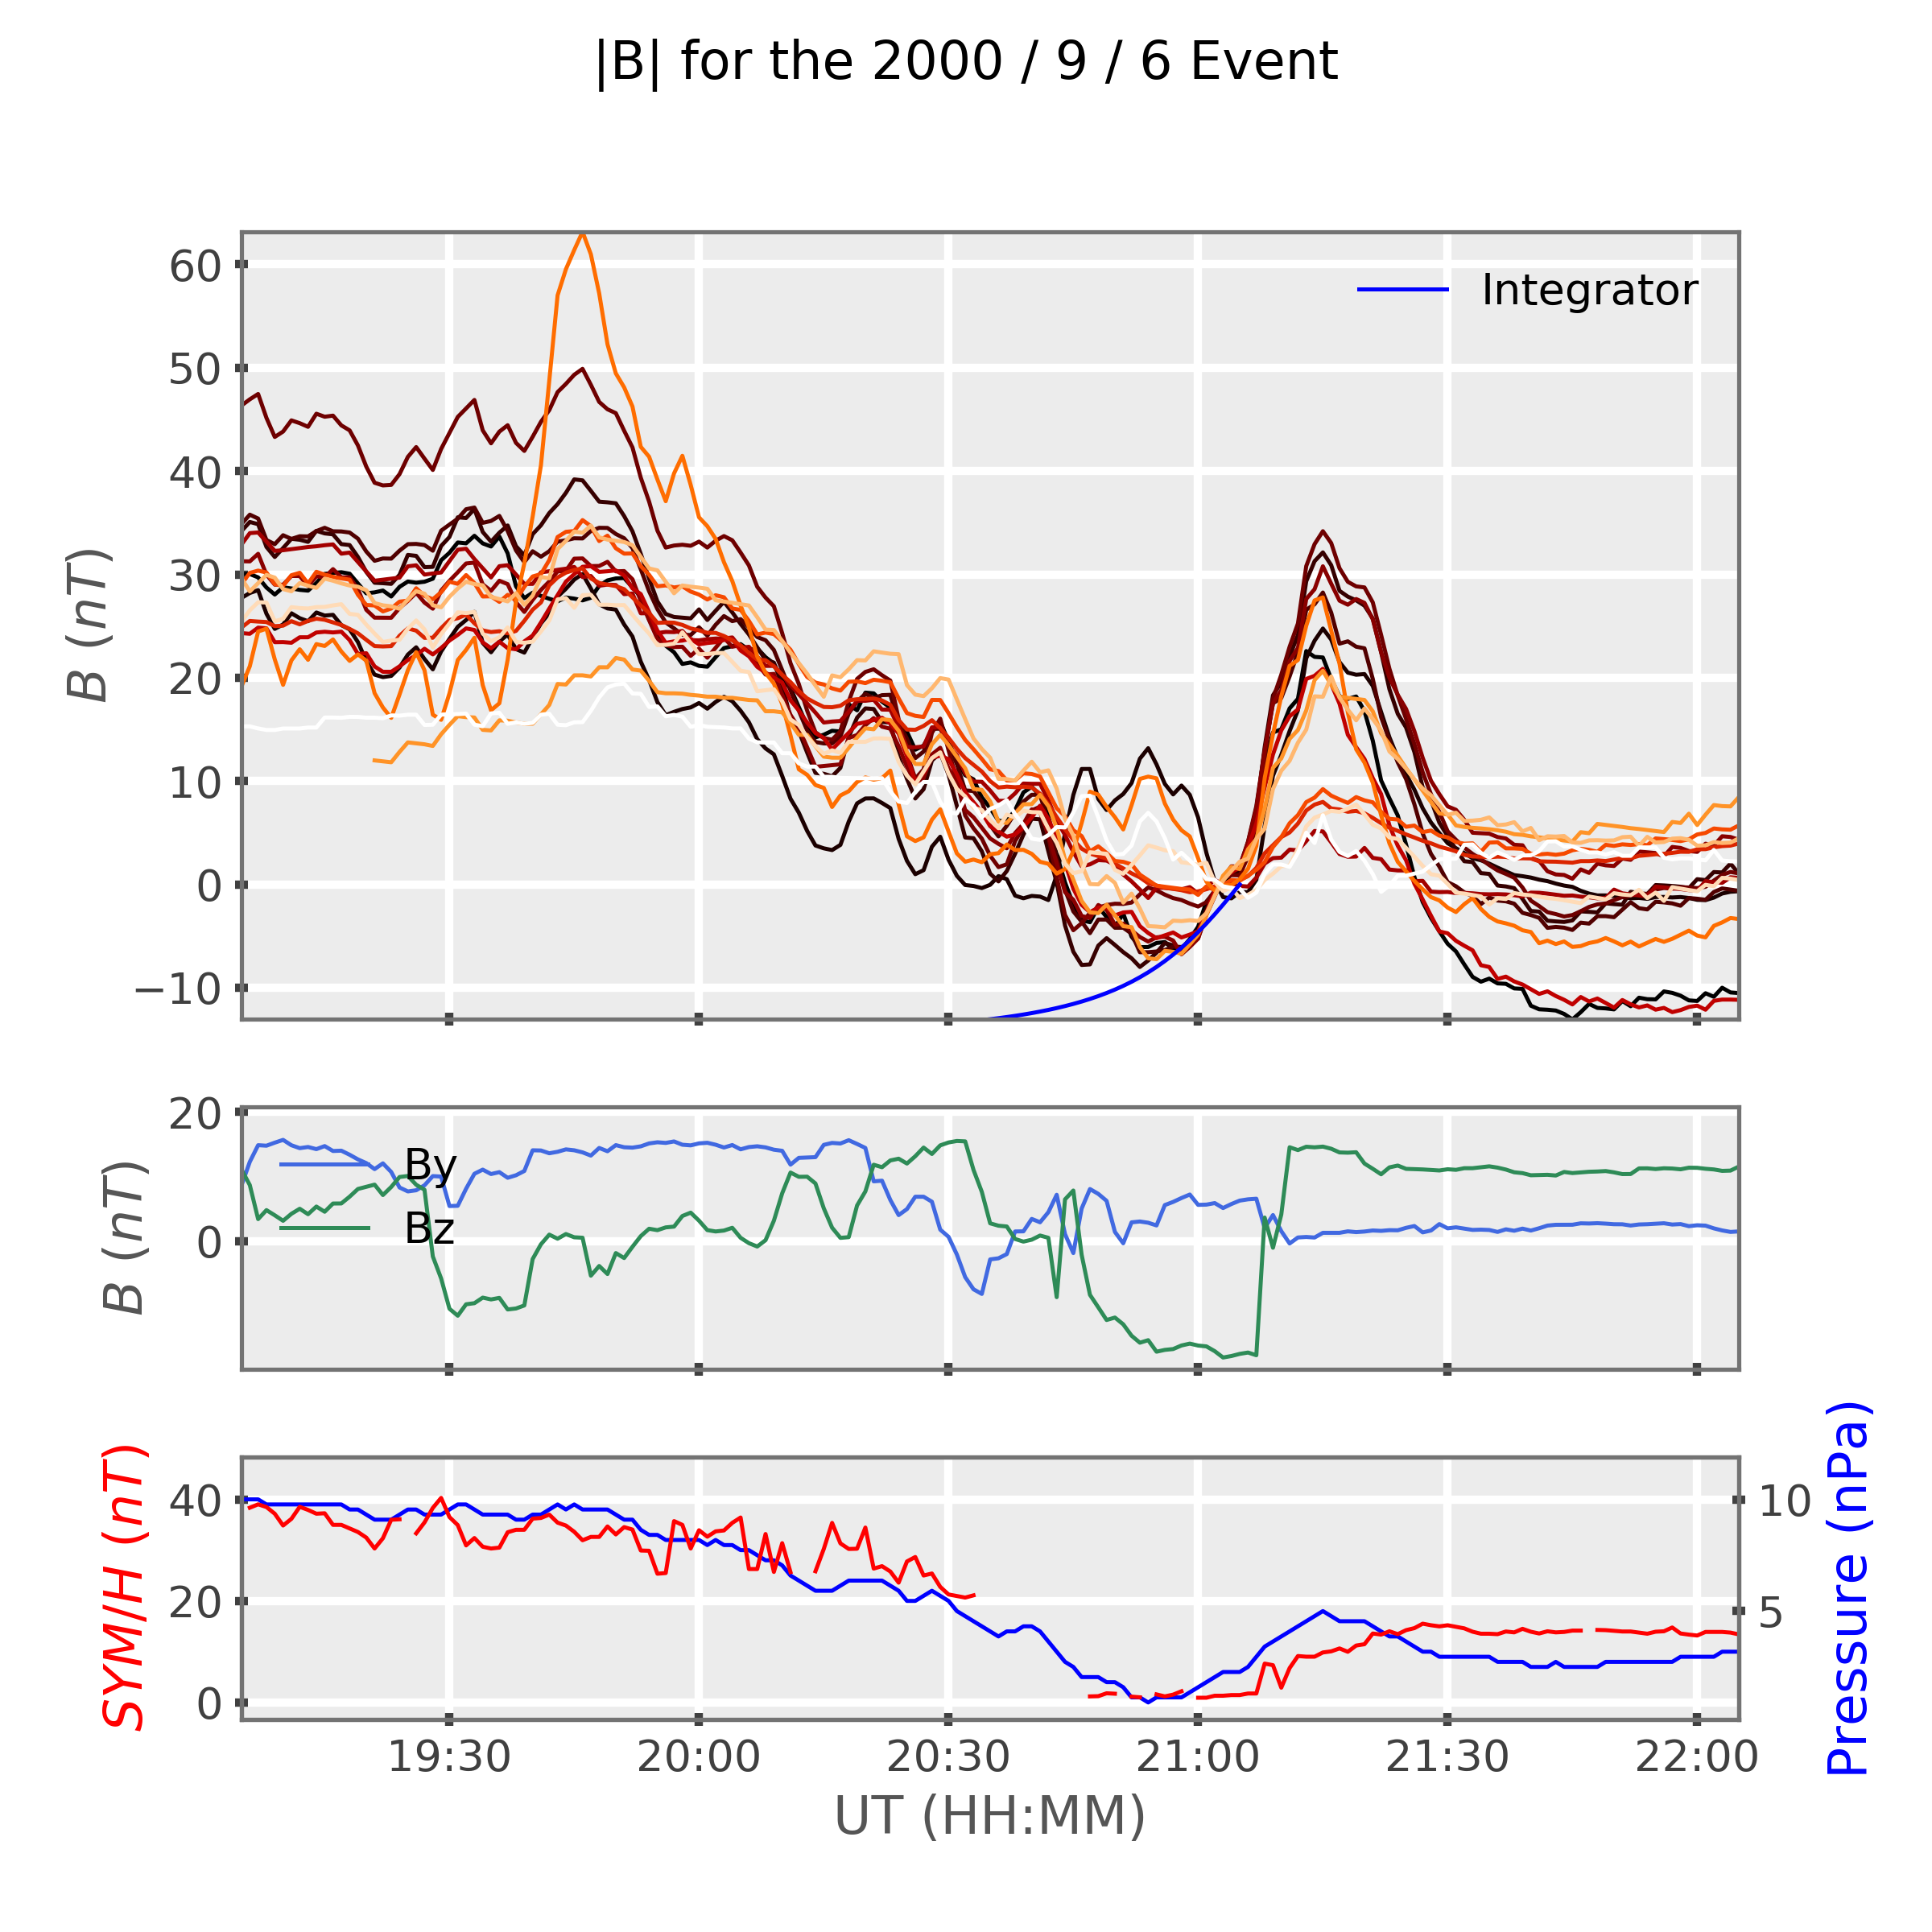 |B| for the 2000 / 9 / 6 Event
B (nT)
60
50
40
30
20
10
0
−10
Integrator
B (nT)
20
0
By
Bz
SYM/H (nT)
40
20
0
10
5
Pressure (nPa)
19:30 20:00 20:30 21:00 21:30 22:00
UT (HH:MM)